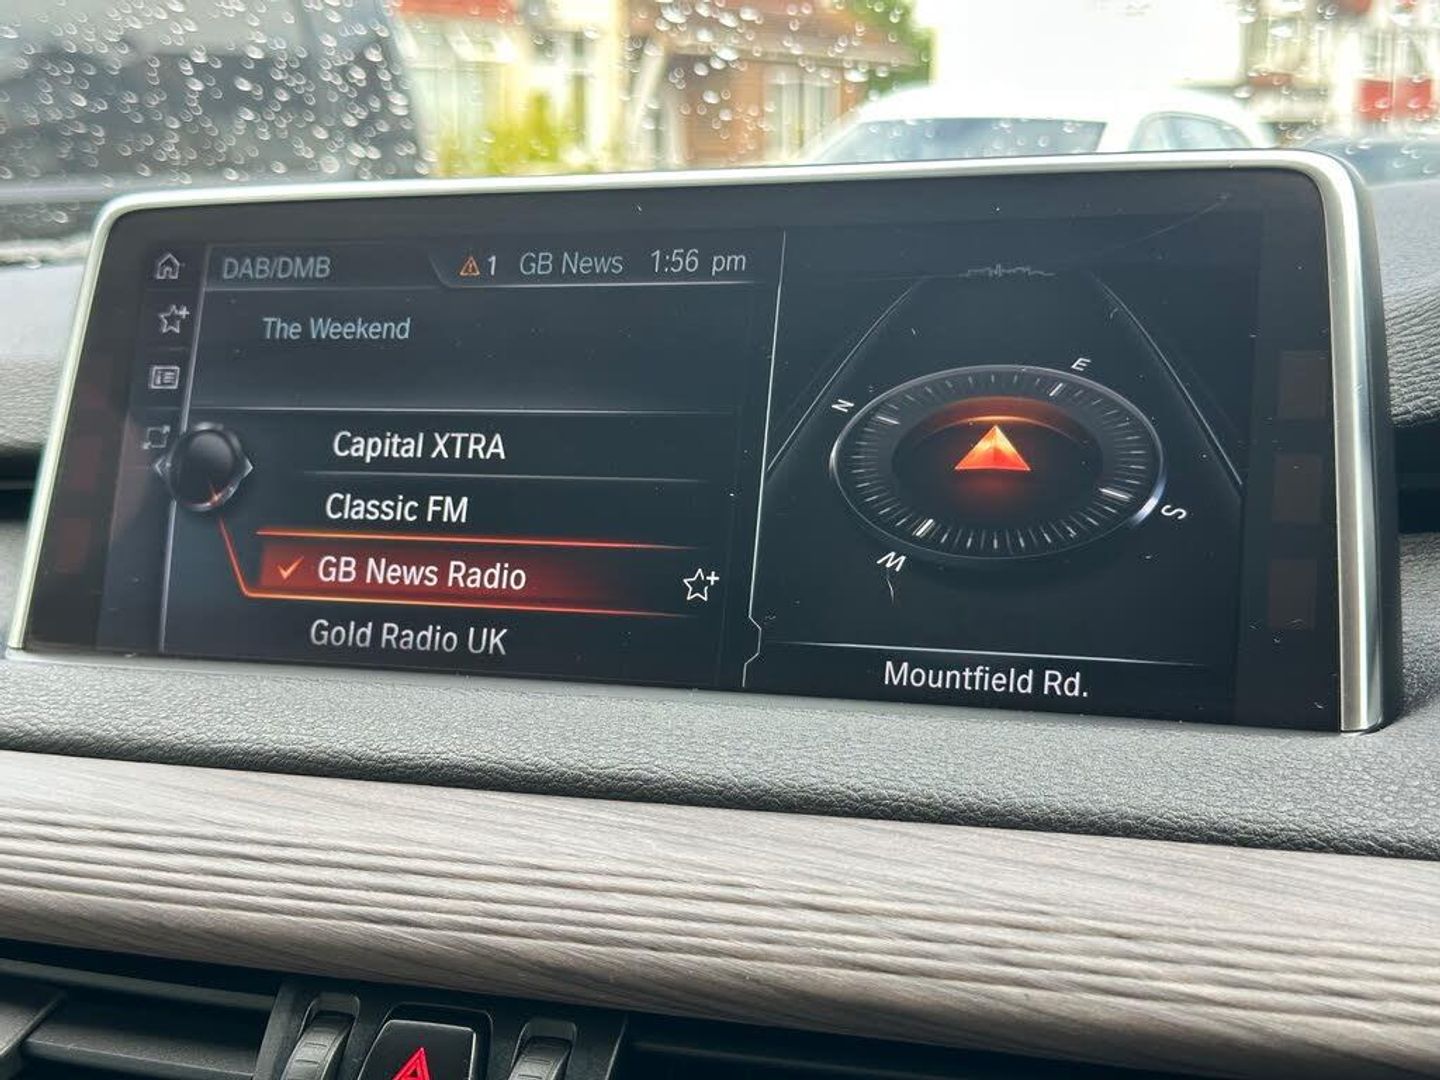 DAB/DMB
1 GB News 1:56 pm
The Weekend
Capital XTRA
Classic FM
GB News Radio
Gold Radio UK
N
E
S
W
Mountfield Rd.